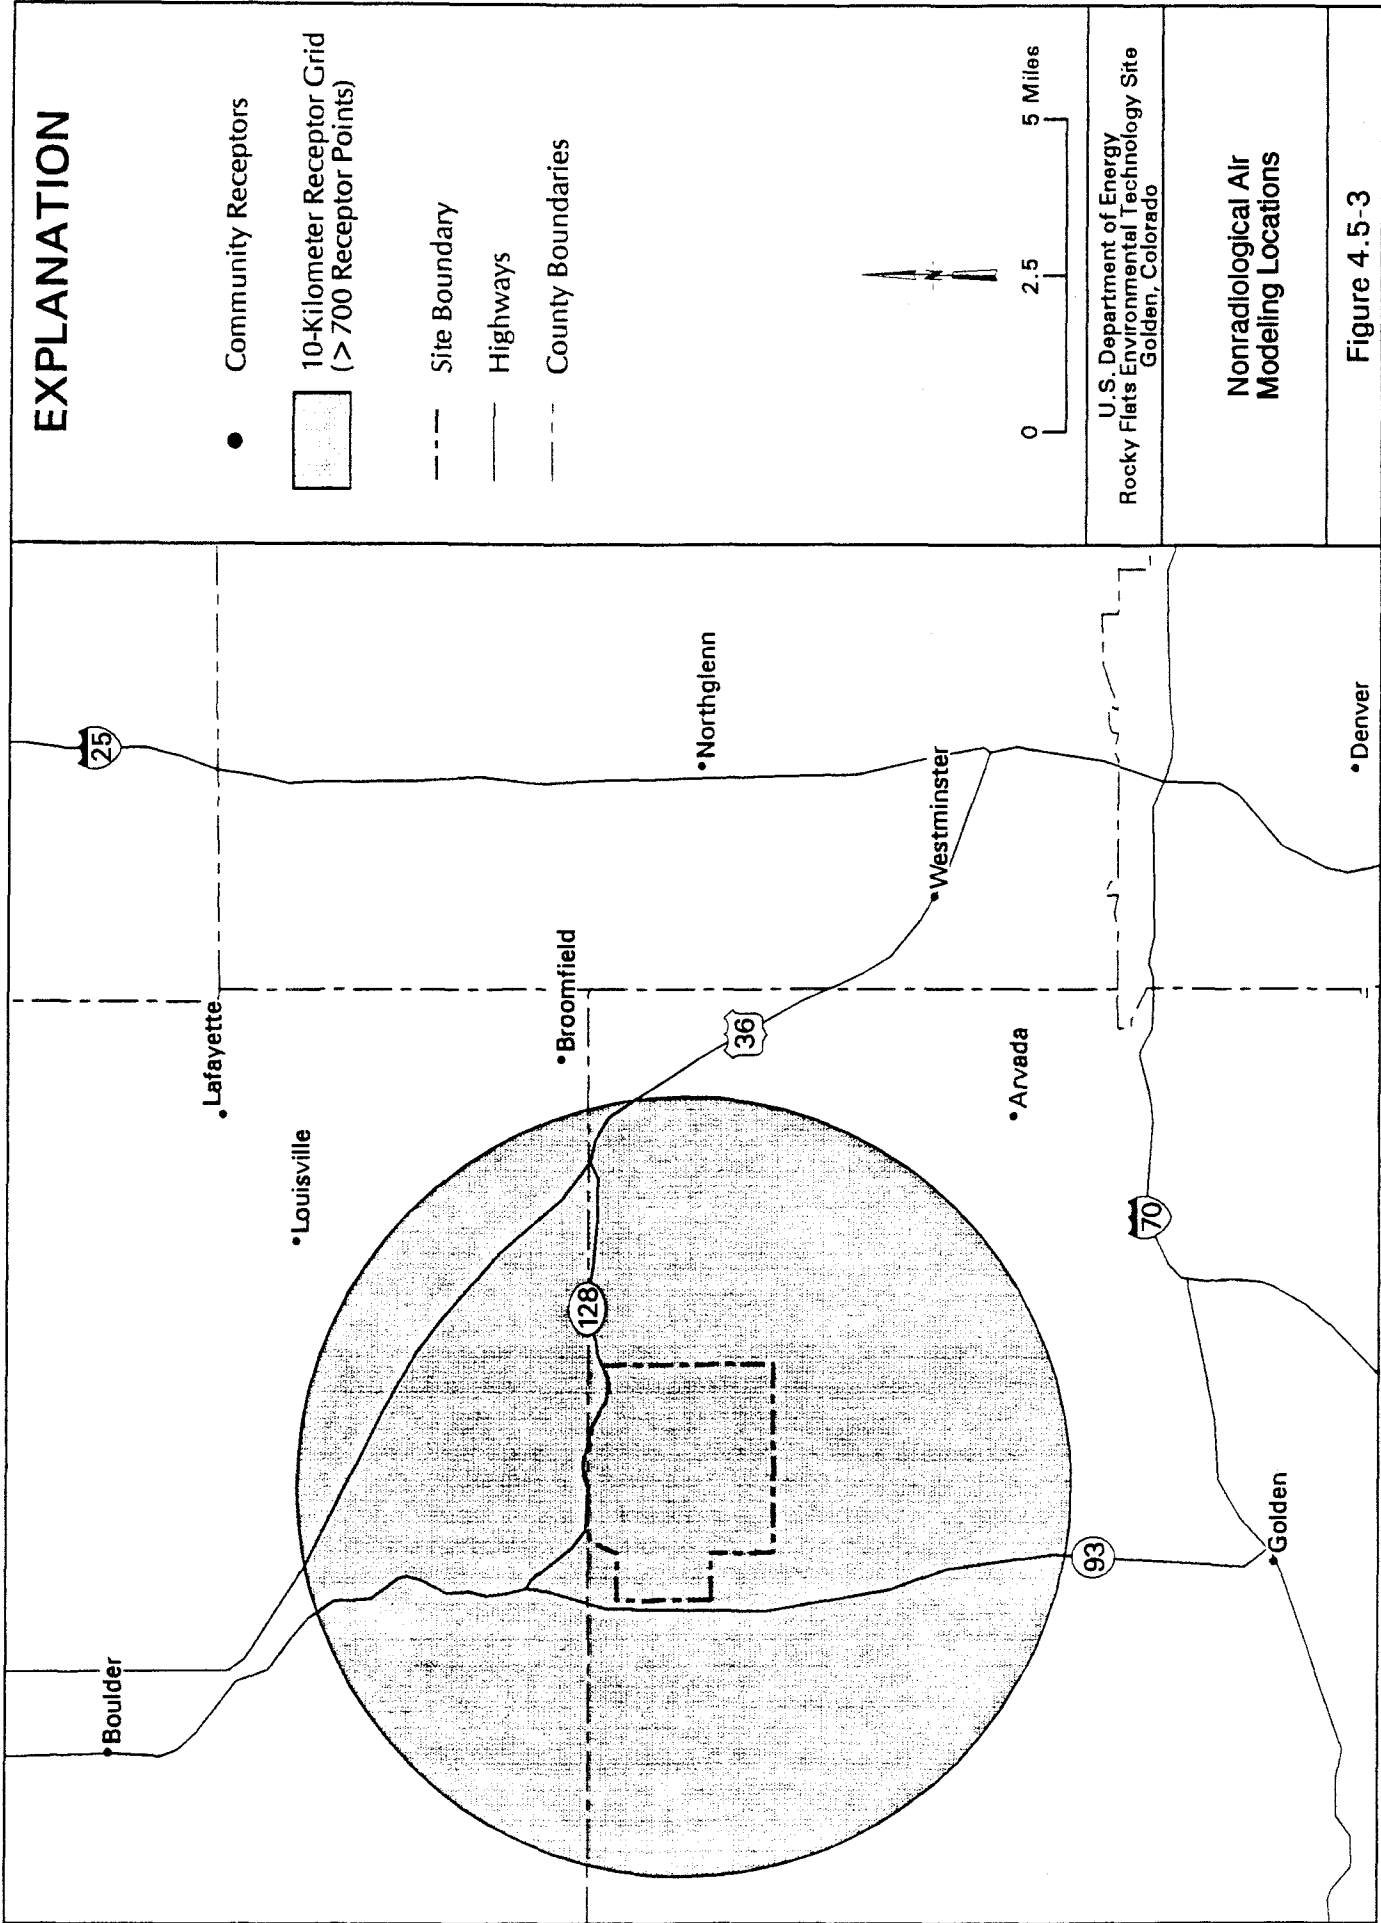 Boulder
Lafayette
Louisville
Broomfield
Northglenn
Westminster
Arvada
Golden
Denver
25
36
128
93
70
EXPLANATION
Community Receptors
10-Kilometer Receptor Grid
(> 700 Receptor Points)
Site Boundary
Highways
County Boundaries
N
0 2.5 5 Miles
U.S. Department of Energy
Rocky Flats Environmental Technology Site
Golden, Colorado
Nonradiological Air
Modeling Locations
Figure 4.5-3